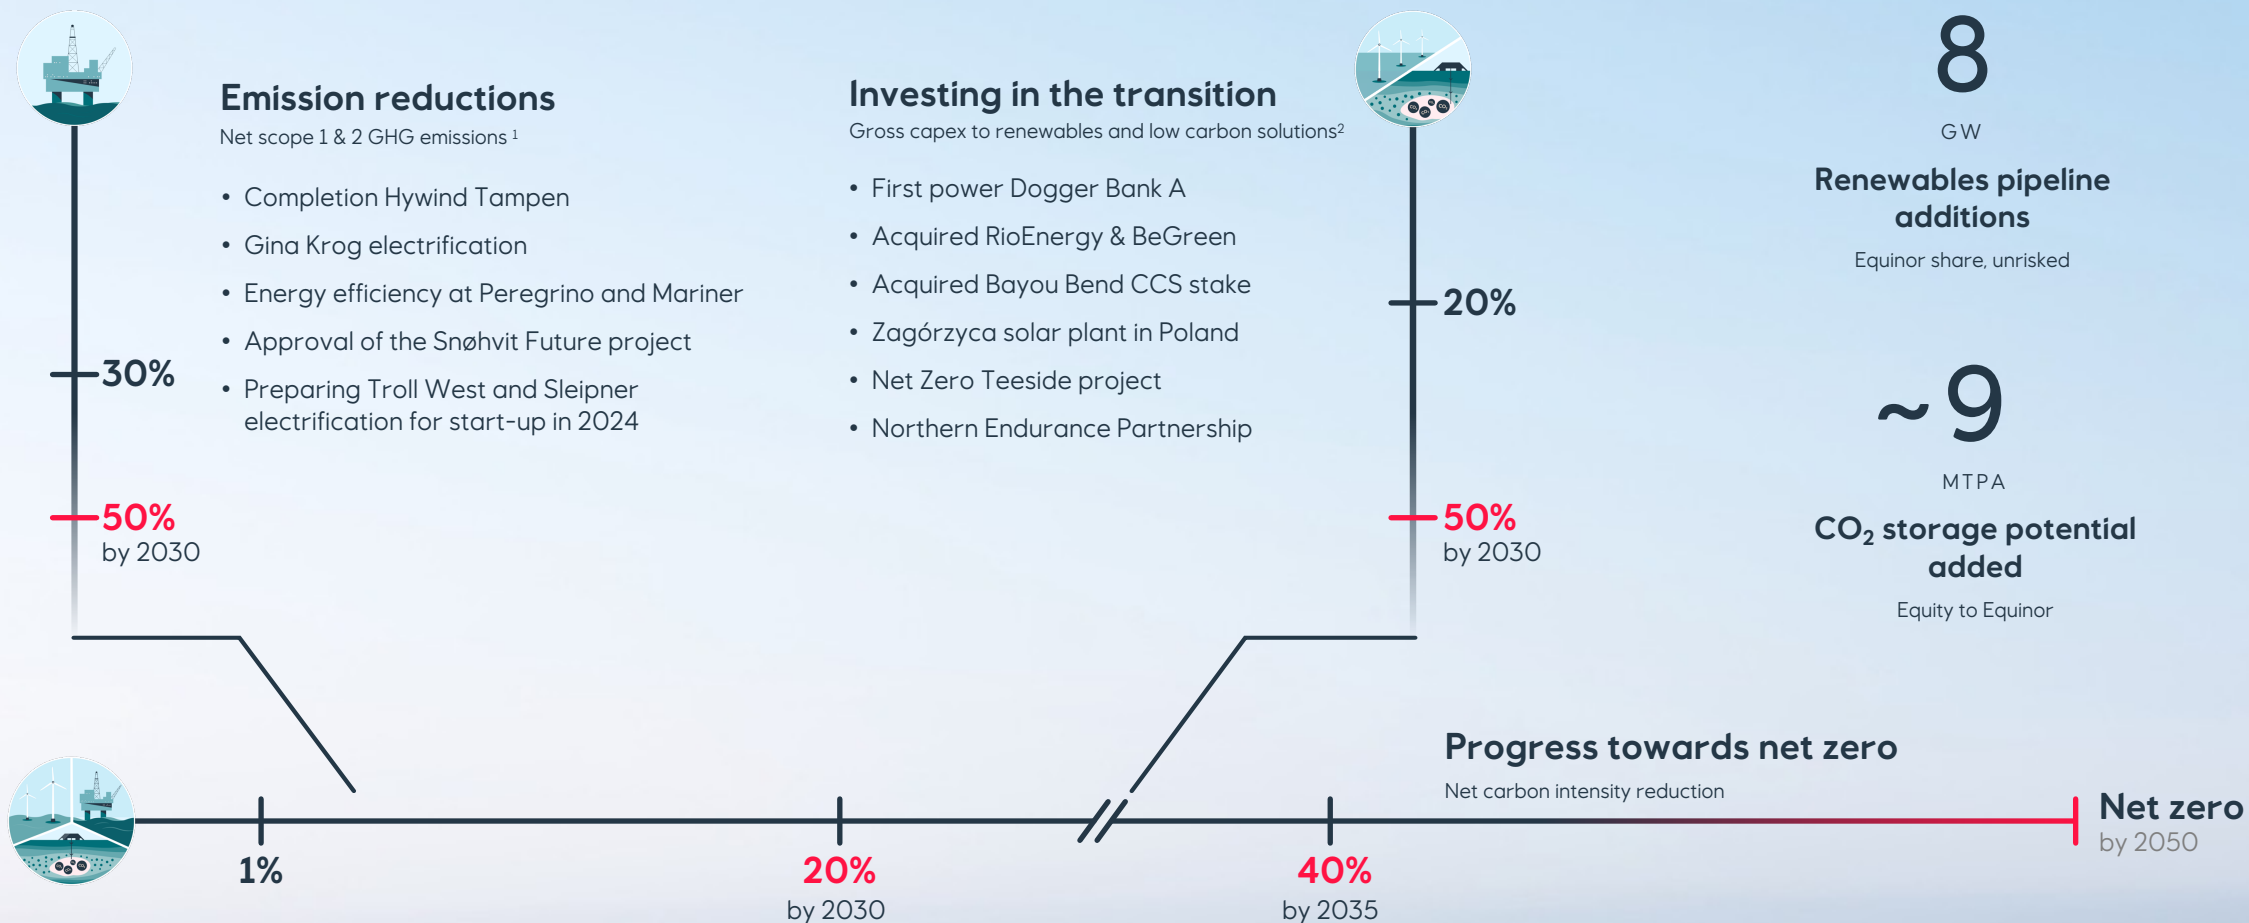 Emission reductions
Net scope 1 & 2 GHG emissions 1
• Completion Hywind Tampen
• Gina Krog electrification
• Energy efficiency at Peregrino and Mariner
• Approval of the Snøhvit Future project
• Preparing Troll West and Sleipner
electrification for start-up in 2024
30%
50%
by 2030
Investing in the transition
Gross capex to renewables and low carbon solutions2
• First power Dogger Bank A
• Acquired RioEnergy & BeGreen
• Acquired Bayou Bend CCS stake
• Zagórzyca solar plant in Poland
• Net Zero Teeside project
• Northern Endurance Partnership
20%
50%
by 2030
8
GW
Renewables pipeline
additions
Equinor share, unrisked
~9
MTPA
CO2 storage potential
added
Equity to Equinor
Progress towards net zero
Net carbon intensity reduction
1%
20%
by 2030
40%
by 2035
Net zero
by 2050